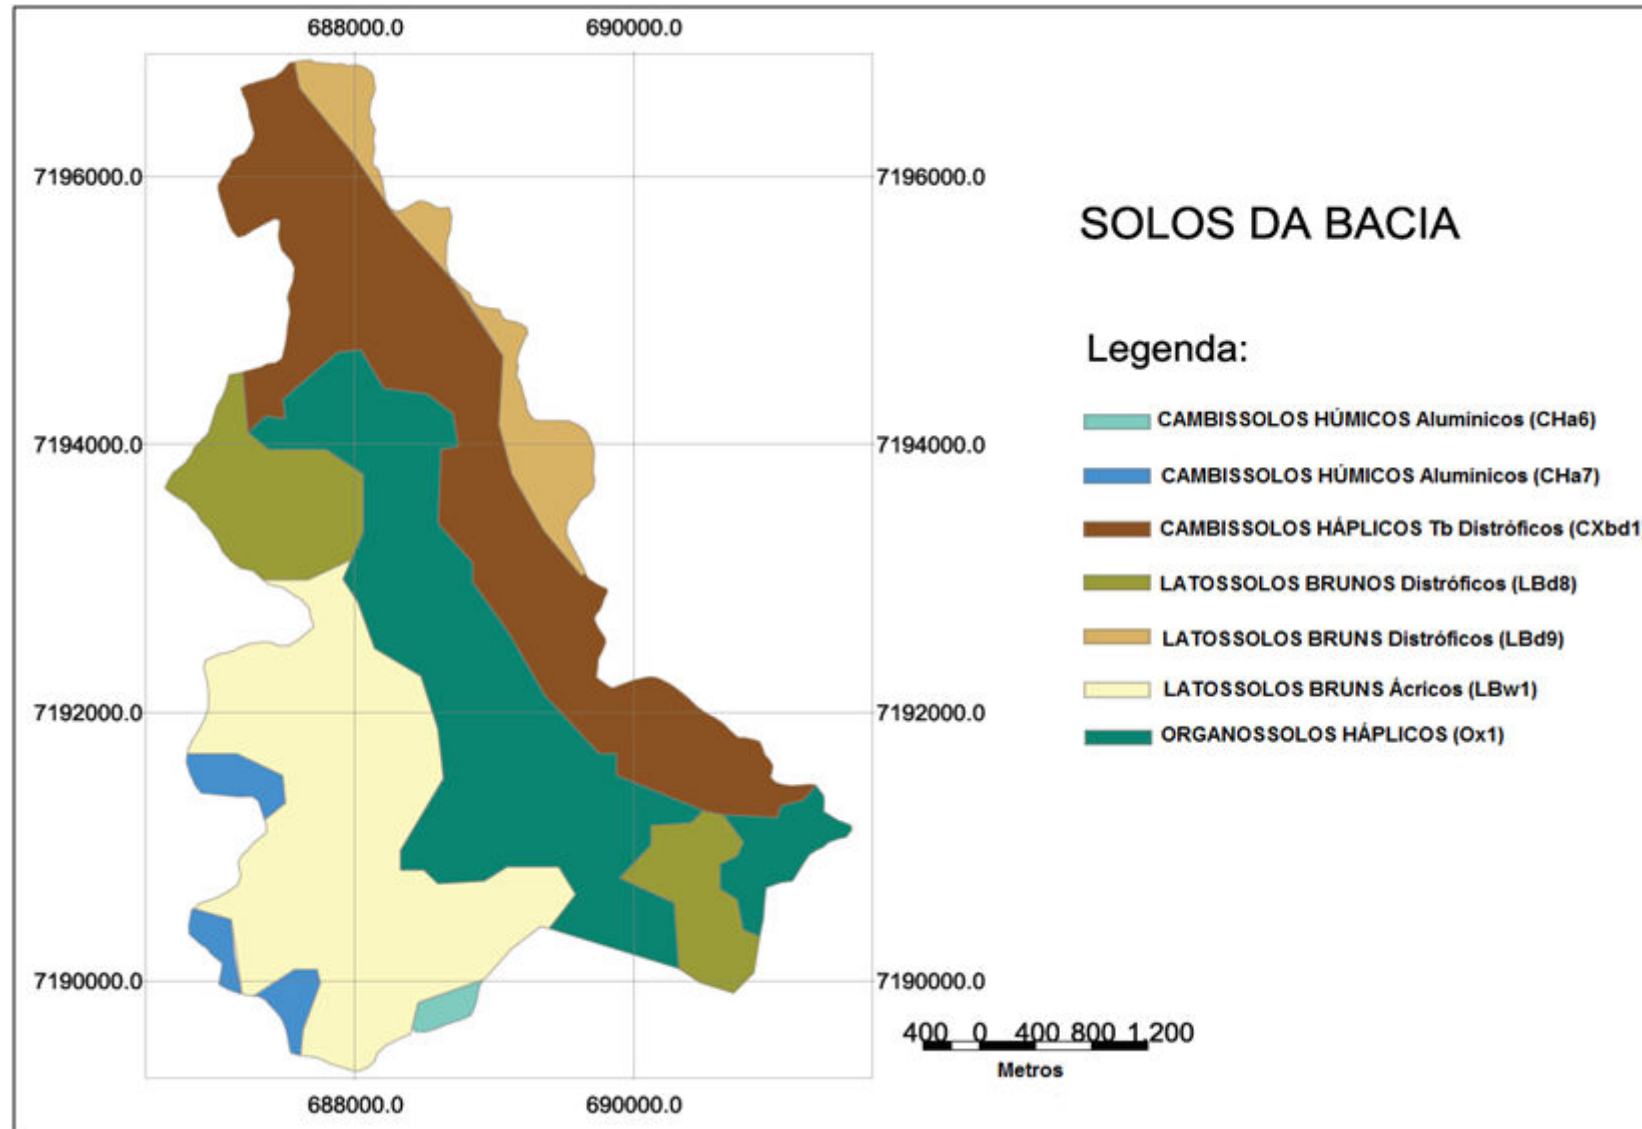 688000.0 690000.0
7196000.0 7196000.0
SOLOS DA BACIA
Legenda:
CAMBISSOLOS HÚMICOS Alumínicos (CHa6)
7194000.0 7194000.0
CAMBISSOLOS HÚMICOS Alumínicos (CHa7)
CAMBISSOLOS HÁPLICOS Tb Distróficos (CXbd1
LATOSSOLOS BRUNOS Distróficos (LBd8)
LATOSSOLOS BRUNS Distróficos (LBd9)
LATOSSOLOS BRUNS Ácricos (LBw1)
7192000.0 7192000.0
ORGANOSSOLOS HÁPLICOS (Ox1)
7190000.0 7190000.0
400 0 400 800 1.200
Metros
688000.0 690000.0